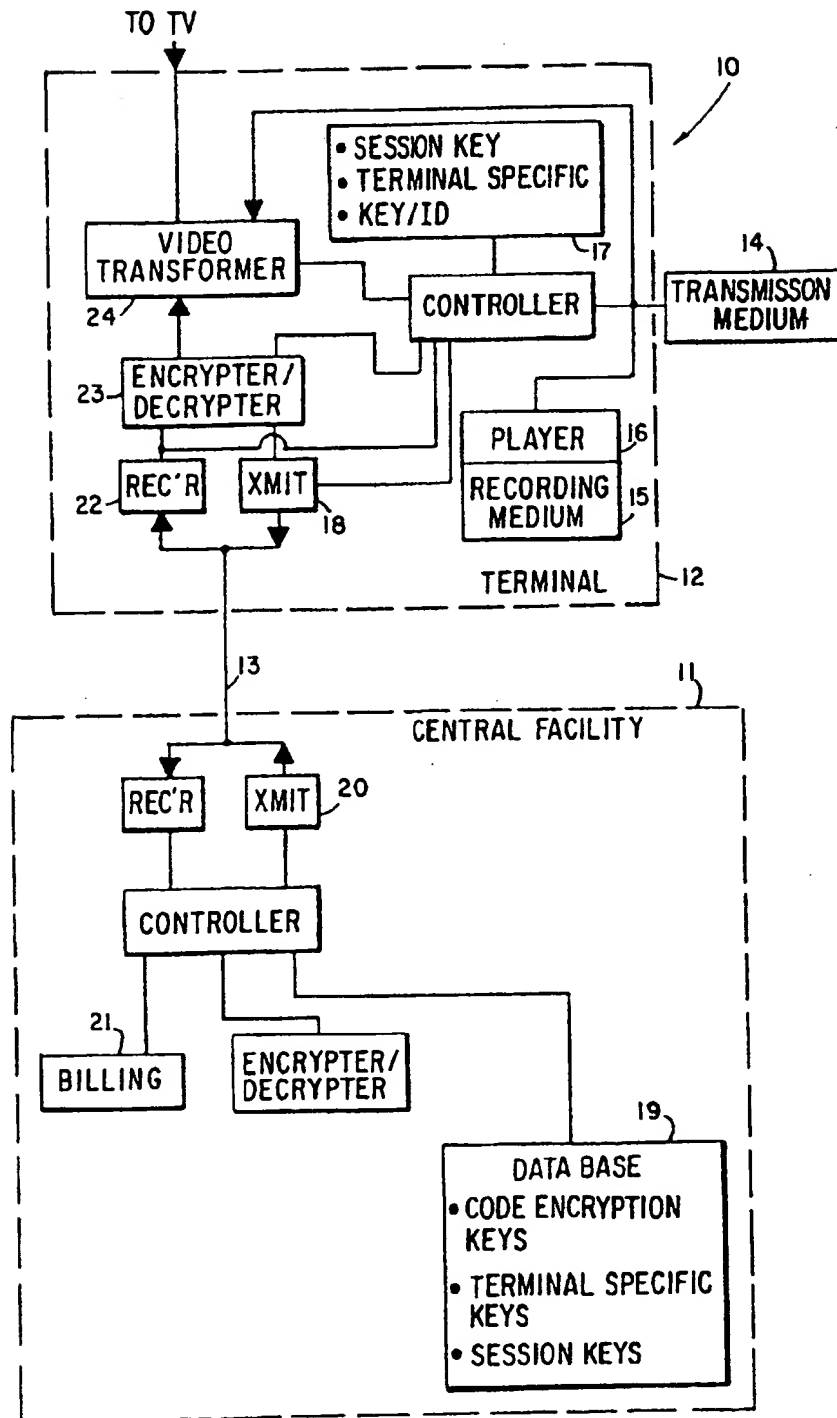 TO TV
10
• SESSION KEY
• TERMINAL SPECIFIC
• KEY/ID
17
VIDEO
TRANSFORMER
24
CONTROLLER
14
TRANSMISSON
MEDIUM
23
ENCRYPTER/
DECRYPTER
PLAYER
16
RECORDING
MEDIUM
15
REC'R
22
XMIT
18
TERMINAL
12
13
11
CENTRAL FACILITY
REC'R
XMIT
20
CONTROLLER
21
BILLING
ENCRYPTER/
DECRYPTER
19
DATA BASE
• CODE ENCRYPTION
KEYS
• TERMINAL SPECIFIC
KEYS
• SESSION KEYS